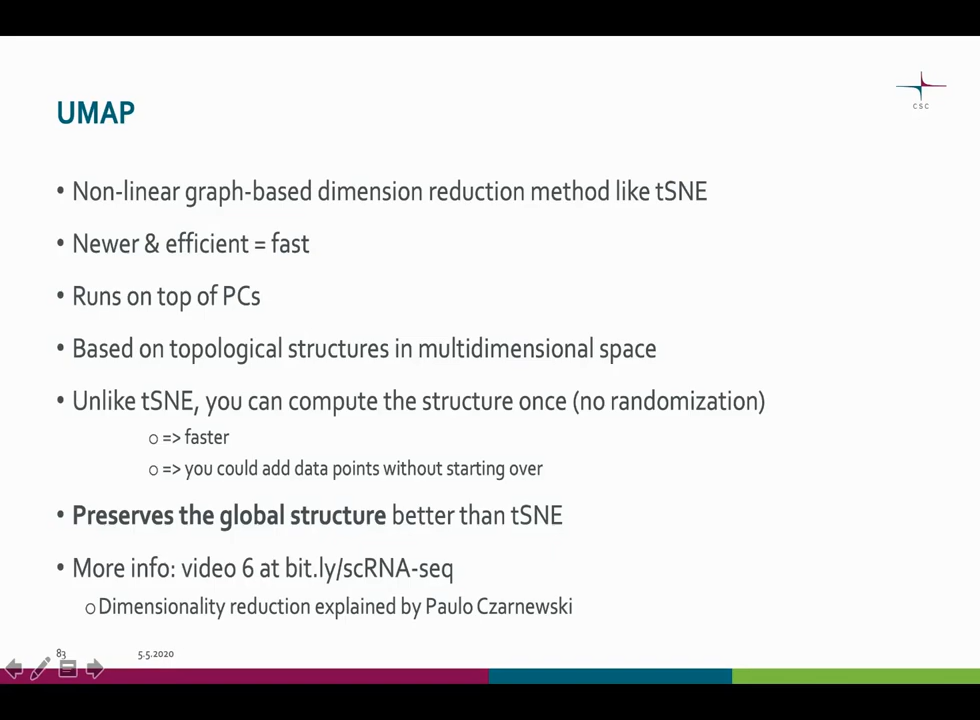 CSC
UMAP
• Non-linear graph-based dimension reduction method like tSNE
• Newer & efficient = fast
• Runs on top of PCs
• Based on topological structures in multidimensional space
• Unlike tSNE, you can compute the structure once (no randomization)
o => faster
o => you could add data points without starting over
• Preserves the global structure better than tSNE
• More info: video 6 at bit.ly/scRNA-seq
o Dimensionality reduction explained by Paulo Czarnewski
83 5.5.2020